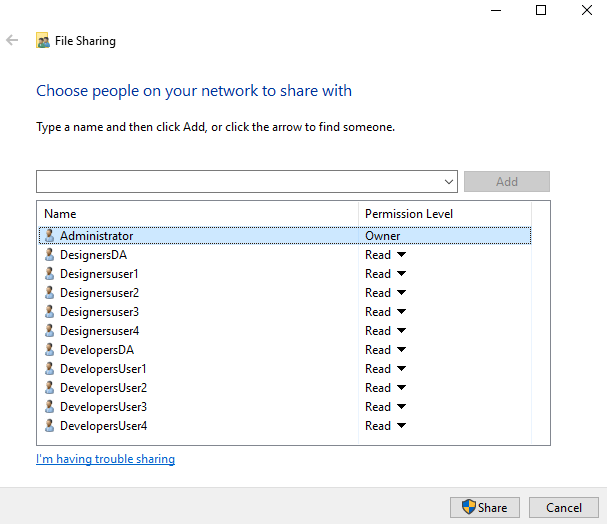 File Sharing
Choose people on your network to share with
Type a name and then click Add, or click the arrow to find someone.
Add
Name Permission Level
Administrator Owner
DesignersDA Read
Designersuser1 Read
Designersuser2 Read
Designersuser3 Read
Designersuser4 Read
DevelopersDA Read
DevelopersUser1 Read
DevelopersUser2 Read
DevelopersUser3 Read
DevelopersUser4 Read
I'm having trouble sharing
Share Cancel